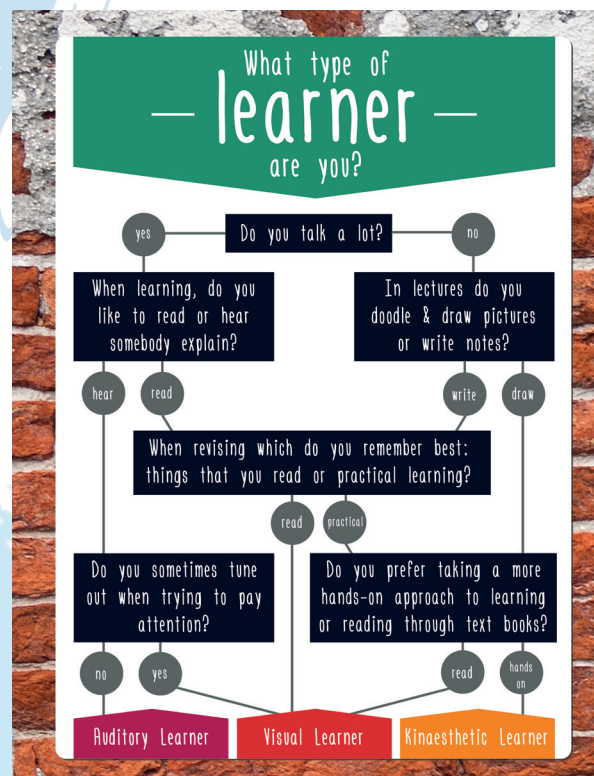 What type of
learner
are you?
yes
Do you talk a lot?
no
When learning, do you
like to read or hear
somebody explain?
In lectures do you
doodle & draw pictures
or write notes?
hear
read
write
draw
When revising which do you remember best:
things that you read or practical learning?
read
practical
Do you sometimes tune
out when trying to pay
attention?
Do you prefer taking a more
hands-on approach to learning
or reading through text books?
no
yes
read
hands
on
Auditory Learner
Visual Learner
Kinaesthetic Learner